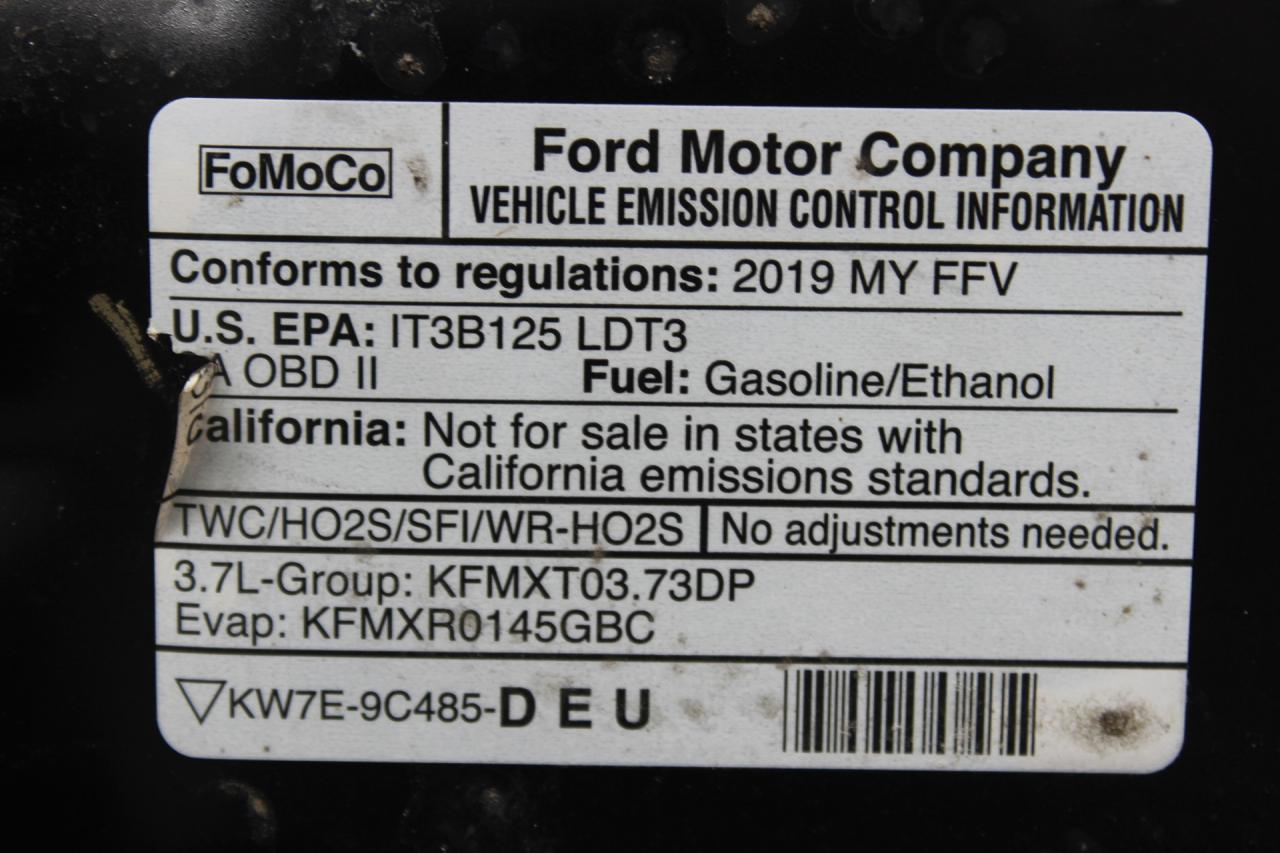 FoMoCo
Ford Motor Company
VEHICLE EMISSION CONTROL INFORMATION
Conforms to regulations: 2019 MY FFV
U.S. EPA: IT3B125 LDT3
OBD II Fuel: Gasoline/Ethanol
California: Not for sale in states with
California emissions standards.
TWC/HO2S/SFI/WR-HO2S No adjustments needed.
3.7L-Group: KFMXT03.73DP
Evap: KFMXR0145GBC
▽KW7E-9C485-D E U